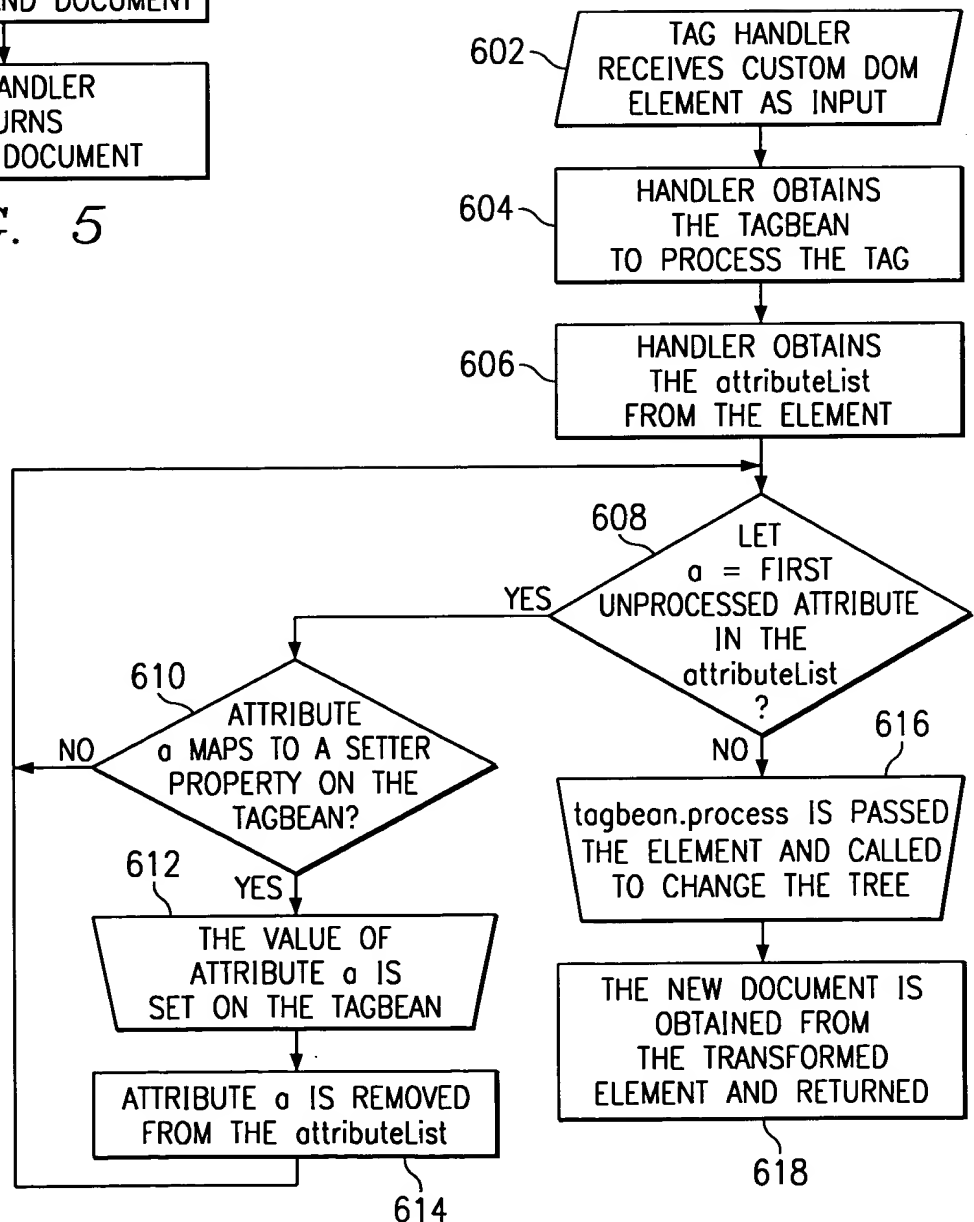 AND DOCUMENT
ANDLER
URNS
DOCUMENT
5
602
TAG HANDLER
RECEIVES CUSTOM DOM
ELEMENT AS INPUT
604
HANDLER OBTAINS
THE TAGBEAN
TO PROCESS THE TAG
606
HANDLER OBTAINS
THE attributeList
FROM THE ELEMENT
608
LET
a = FIRST
UNPROCESSED ATTRIBUTE
IN THE
attributeList
?
YES
NO
610
ATTRIBUTE
a MAPS TO A SETTER
PROPERTY ON THE
TAGBEAN?
NO
YES
612
THE VALUE OF
ATTRIBUTE a IS
SET ON THE TAGBEAN
ATTRIBUTE a IS REMOVED
FROM THE attributeList
614
616
tagbean.process IS PASSED
THE ELEMENT AND CALLED
TO CHANGE THE TREE
THE NEW DOCUMENT IS
OBTAINED FROM
THE TRANSFORMED
ELEMENT AND RETURNED
618